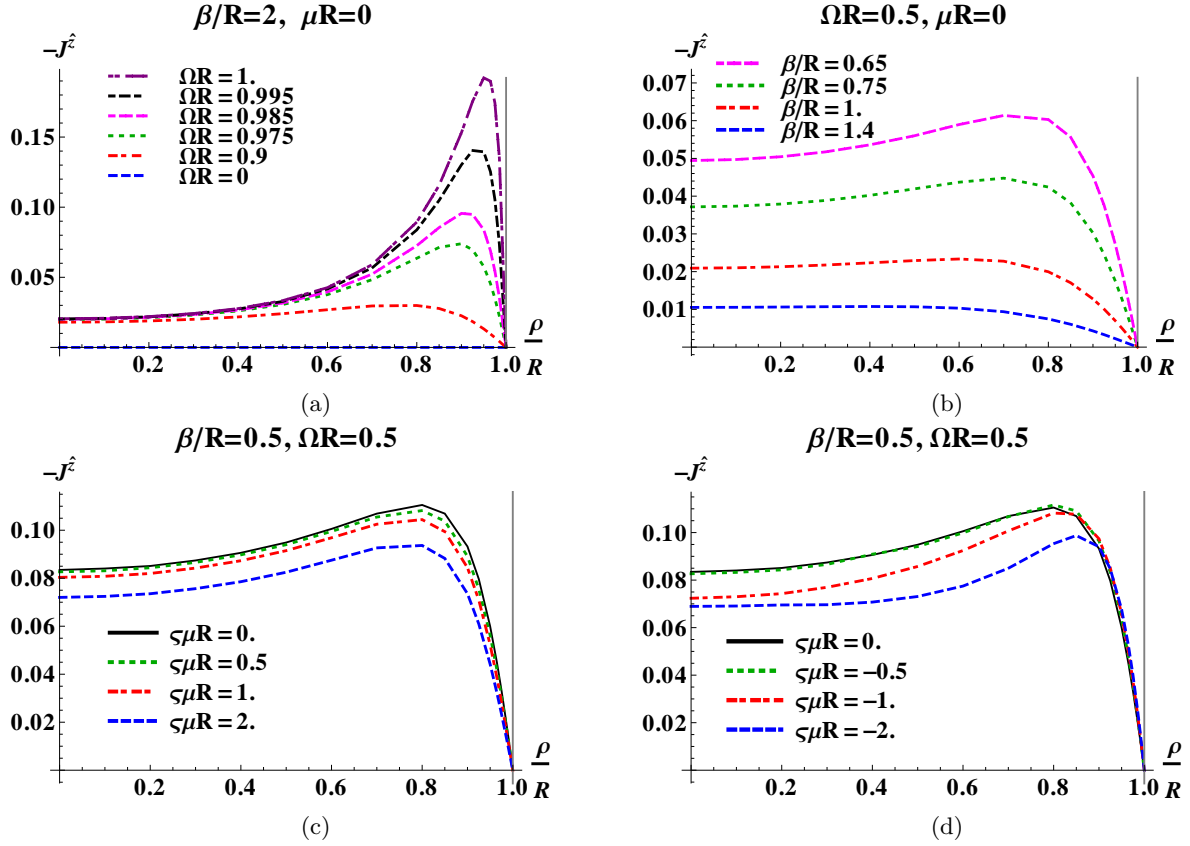 β/R=2, μR=0
-J^ẑ
ΩR = 1.
ΩR = 0.995
ΩR = 0.985
ΩR = 0.975
ΩR = 0.9
ΩR = 0
0.15
0.10
0.05
0.2 0.4 0.6 0.8 1.0
ρ/R
(a)
ΩR=0.5, μR=0
-J^ẑ
β/R = 0.65
β/R = 0.75
β/R = 1.
β/R = 1.4
0.07
0.06
0.05
0.04
0.03
0.02
0.01
0.2 0.4 0.6 0.8 1.0
ρ/R
(b)
β/R=0.5, ΩR=0.5
-J^ẑ
0.10
0.08
0.06
0.04
0.02
ςμR = 0.
ςμR = 0.5
ςμR = 1.
ςμR = 2.
0.2 0.4 0.6 0.8 1.0
ρ/R
(c)
β/R=0.5, ΩR=0.5
-J^ẑ
0.10
0.08
0.06
0.04
0.02
ςμR = 0.
ςμR = -0.5
ςμR = -1.
ςμR = -2.
0.2 0.4 0.6 0.8 1.0
ρ/R
(d)